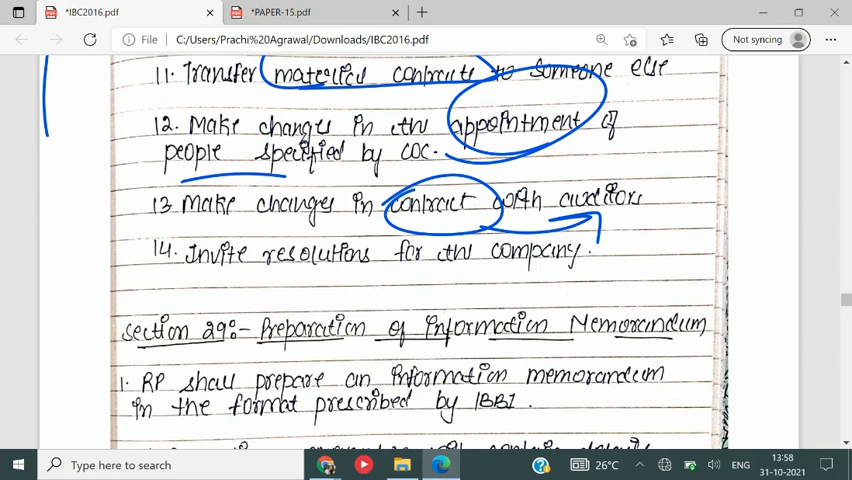 *IBC2016.pdf
*PAPER-15.pdf
File
C:/Users/Prachi%20Agrawal/Downloads/IBC2016.pdf
Not syncing
11. Transfer material contracts to someone else
12. Make changes in the appointment of
people specified by COC.
13 Make changes in contract with auditors
14. Invite resolutions for the company.
Section 29:- Preparation of Information Memorandum
1. RP shall prepare an information memorandum
in the format prescribed by IBBI.
Type here to search
26°C
ENG
13:58
31-10-2021